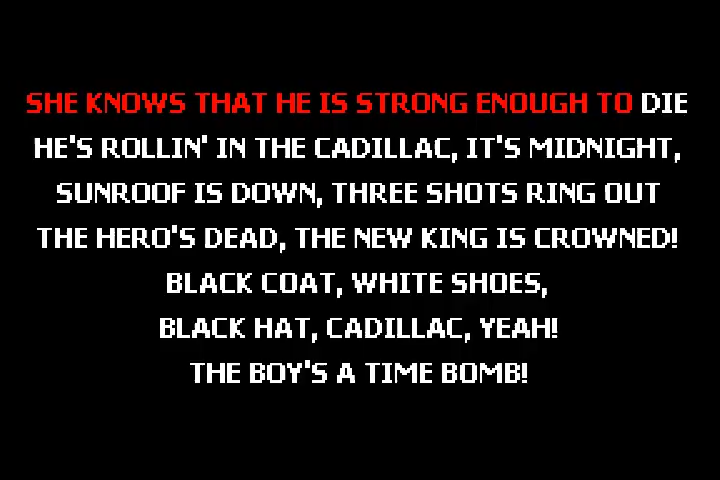 SHE KNOWS THAT HE IS STRONG ENOUGH TO DIE
HE'S ROLLIN' IN THE CADILLAC, IT'S MIDNIGHT,
SUNROOF IS DOWN, THREE SHOTS RING OUT
THE HERO'S DEAD, THE NEW KING IS CROWNED!
BLACK COAT, WHITE SHOES,
BLACK HAT, CADILLAC, YEAH!
THE BOY'S A TIME BOMB!